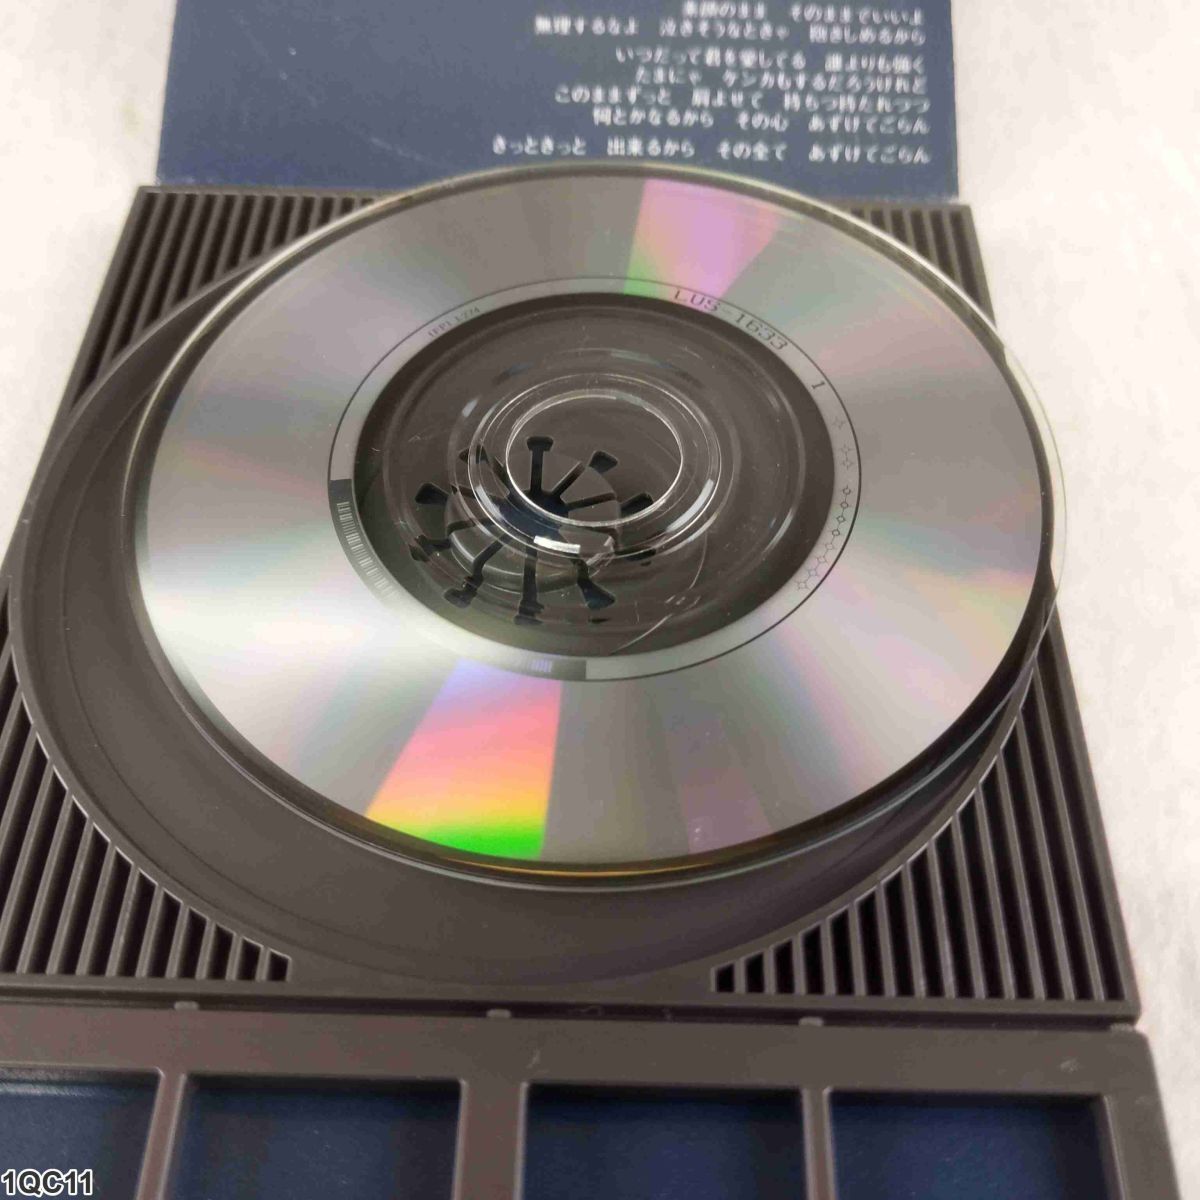 素顔のまま　そのままでいいよ
無理するなよ　泣きそうなときゃ　抱きしめるから
いつだって君を愛してる　誰よりも強く
たまにゃ　ケンカもするだろうけれど
このままずっと　肩よせて　持ちつ持たれつつ
何とかなるから　その心　あずけてごらん
きっときっと　出来るから　その全て　あずけてごらん
LUS-1633 1
IFPI L274
1QC11